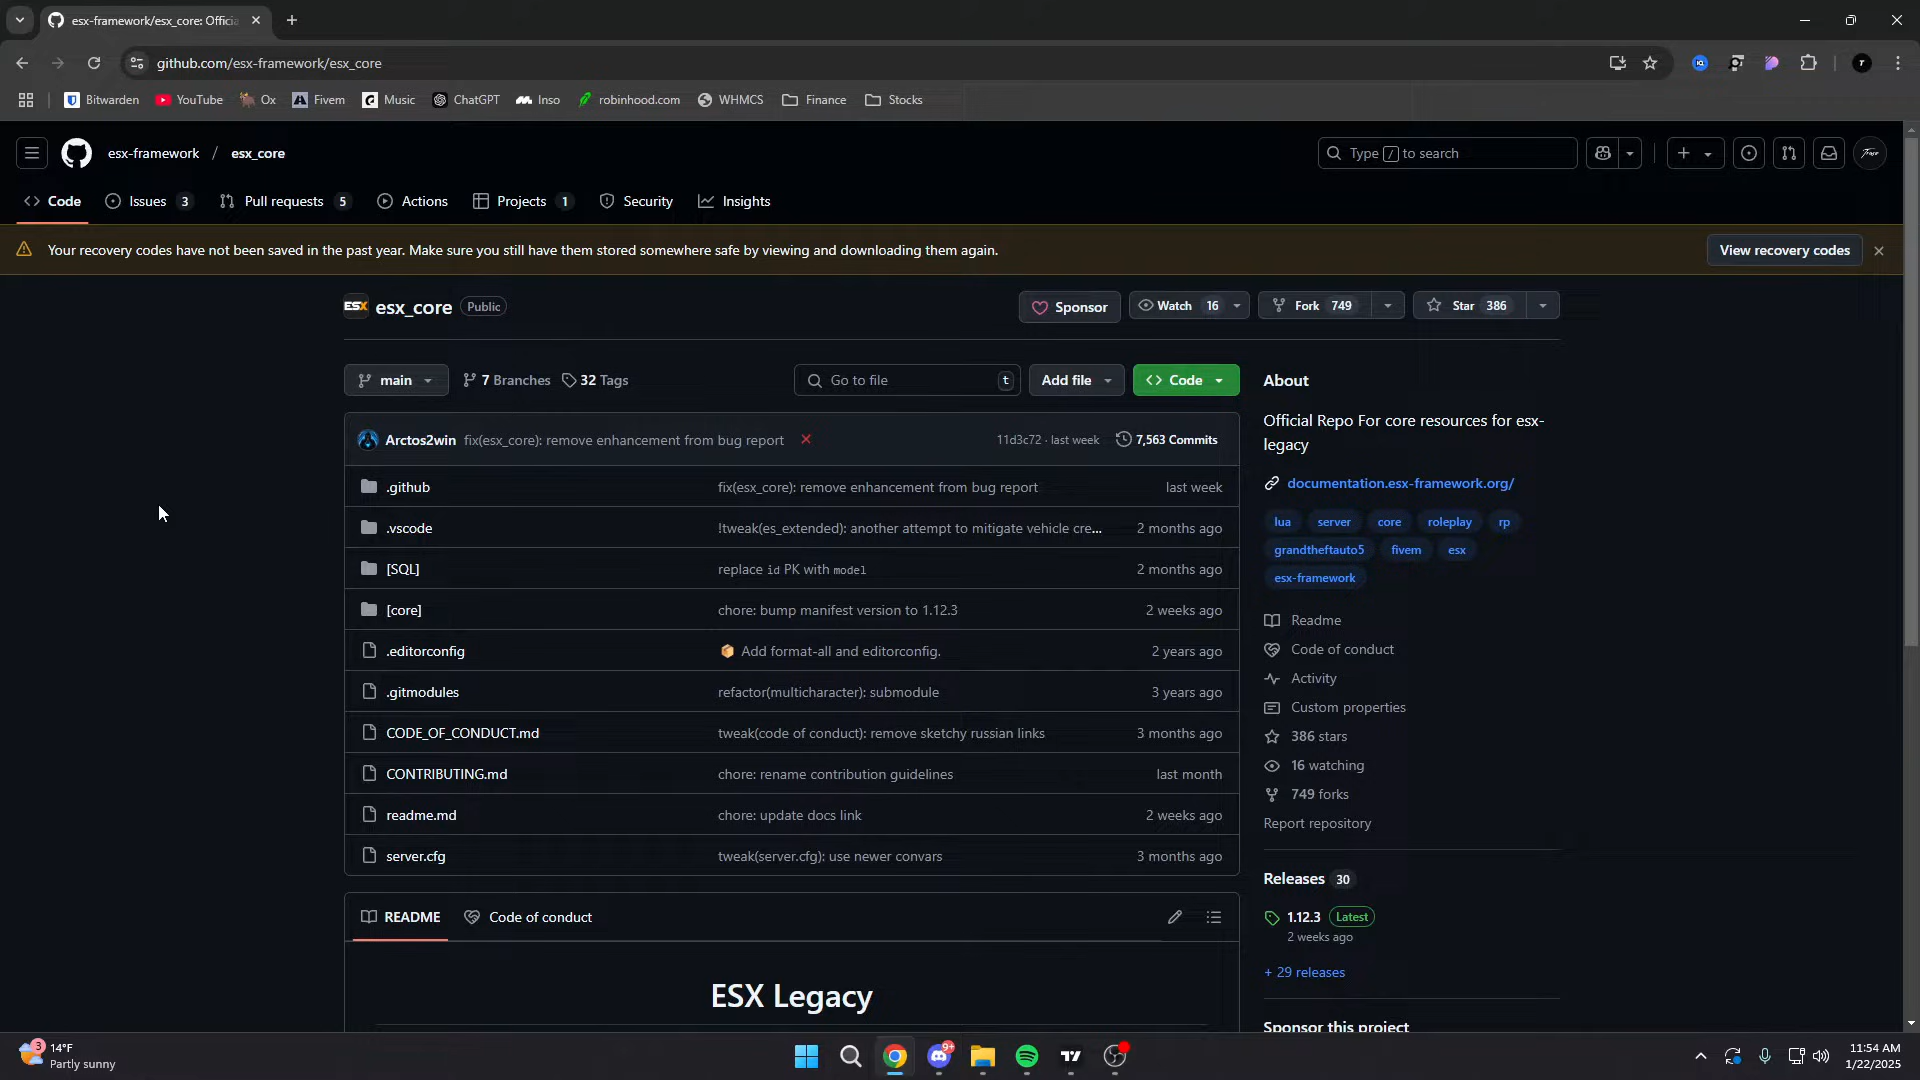 esx-framework/esx_core: Officia
github.com/esx-framework/esx_core
Bitwarden
YouTube
Ox
Fivem
Music
ChatGPT
Inso
robinhood.com
WHMCS
Finance
Stocks
esx-framework / esx_core
Type / to search
Code
Issues 3
Pull requests 5
Actions
Projects 1
Security
Insights
Your recovery codes have not been saved in the past year. Make sure you still have them stored somewhere safe by viewing and downloading them again.
View recovery codes
ESX esx_core Public
Sponsor
Watch 16
Fork 749
Star 386
main
7 Branches
32 Tags
Go to file t
Add file
Code
Arctos2win fix(esx_core): remove enhancement from bug report
11d3c72 · last week
7,563 Commits
.github fix(esx_core): remove enhancement from bug report last week
.vscode !tweak(es_extended): another attempt to mitigate vehicle cre... 2 months ago
[SQL] replace id PK with model 2 months ago
[core] chore: bump manifest version to 1.12.3 2 weeks ago
.editorconfig Add format-all and editorconfig. 2 years ago
.gitmodules refactor(multicharacter): submodule 3 years ago
CODE_OF_CONDUCT.md tweak(code of conduct): remove sketchy russian links 3 months ago
CONTRIBUTING.md chore: rename contribution guidelines last month
readme.md chore: update docs link 2 weeks ago
server.cfg tweak(server.cfg): use newer convars 3 months ago
README
Code of conduct
ESX Legacy
About
Official Repo For core resources for esx-
legacy
documentation.esx-framework.org/
lua server core roleplay rp
grandtheftauto5 fivem esx
esx-framework
Readme
Code of conduct
Activity
Custom properties
386 stars
16 watching
749 forks
Report repository
Releases 30
1.12.3 Latest
2 weeks ago
+ 29 releases
Sponsor this project
3
14°F
Partly sunny
9+
11:54 AM
1/22/2025